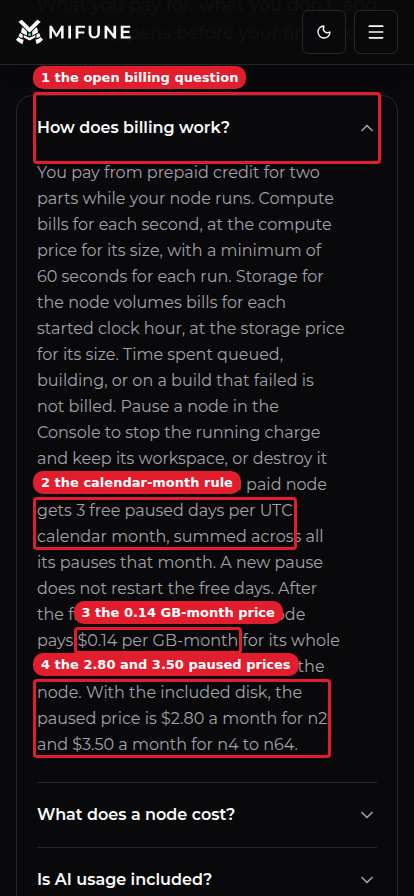 What you pay for, what you don't, and
MIFUNE
1 the open billing question
How does billing work?
You pay from prepaid credit for two
parts while your node runs. Compute
bills for each second, at the compute
price for its size, with a minimum of
60 seconds for each run. Storage for
the node volumes bills for each
started clock hour, at the storage price
for its size. Time spent queued,
building, or on a build that failed is
not billed. Pause a node in the
Console to stop the running charge
and keep its workspace, or destroy it
2 the calendar-month rule
paid node
gets 3 free paused days per UTC
calendar month, summed across all
its pauses that month. A new pause
does not restart the free days. After
the
3 the 0.14 GB-month price
pays $0.14 per GB-month for its whole
4 the 2.80 and 3.50 paused prices
the
node. With the included disk, the
paused price is $2.80 a month for n2
and $3.50 a month for n4 to n64.
What does a node cost?
Is AI usage included?